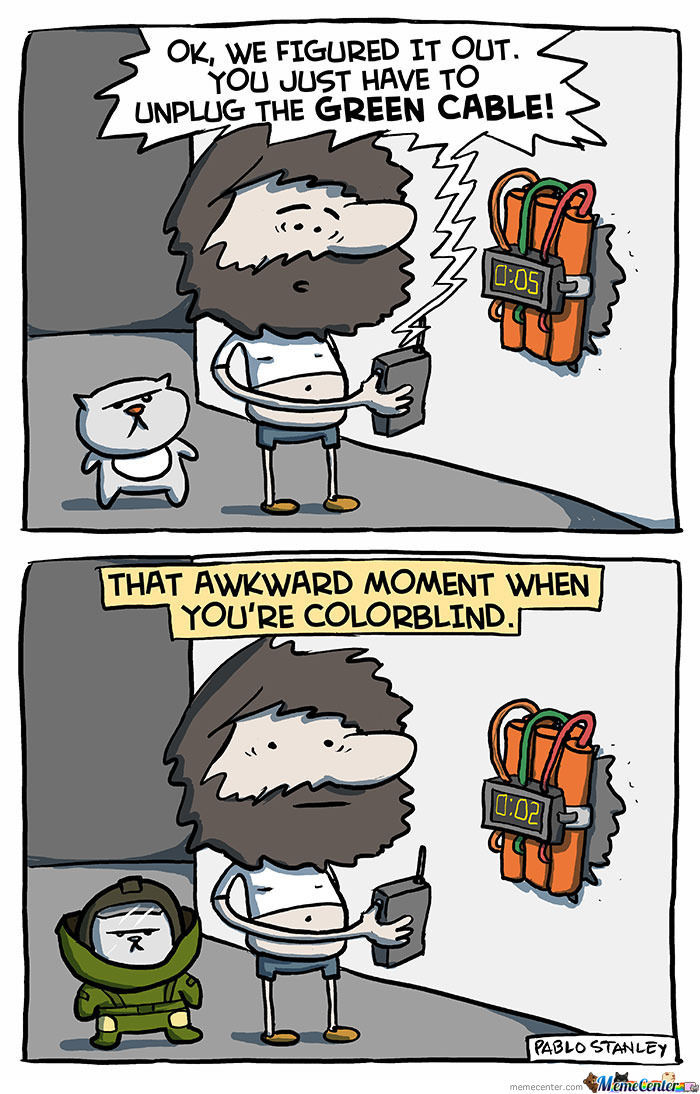 OK, WE FIGURED IT OUT.
YOU JUST HAVE TO
UNPLUG THE GREEN CABLE!
0:05
THAT AWKWARD MOMENT WHEN
YOU'RE COLORBLIND.
0:02
PABLO STANLEY
memecenter.com MemeCenter